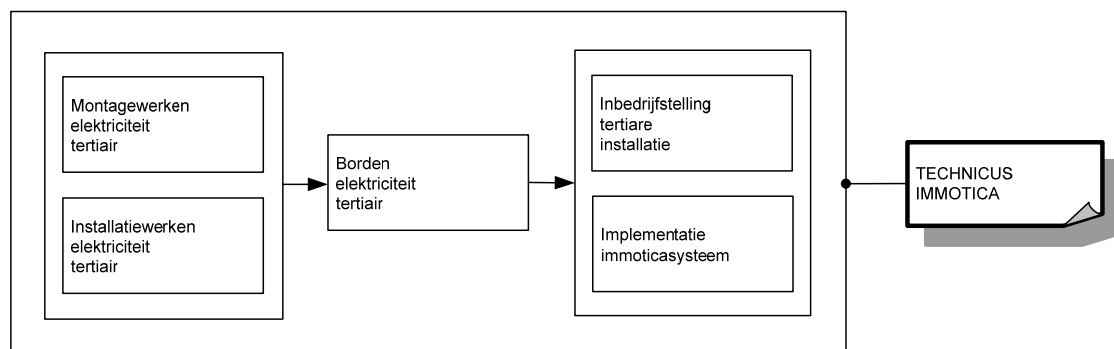 Montagewerken
elektriciteit
tertiair
Installatiewerken
elektriciteit
tertiair
Borden
elektriciteit
tertiair
Inbedrijfstelling
tertiare
installatie
Implementatie
immoticasysteem
TECHNICUS
IMMOTICA